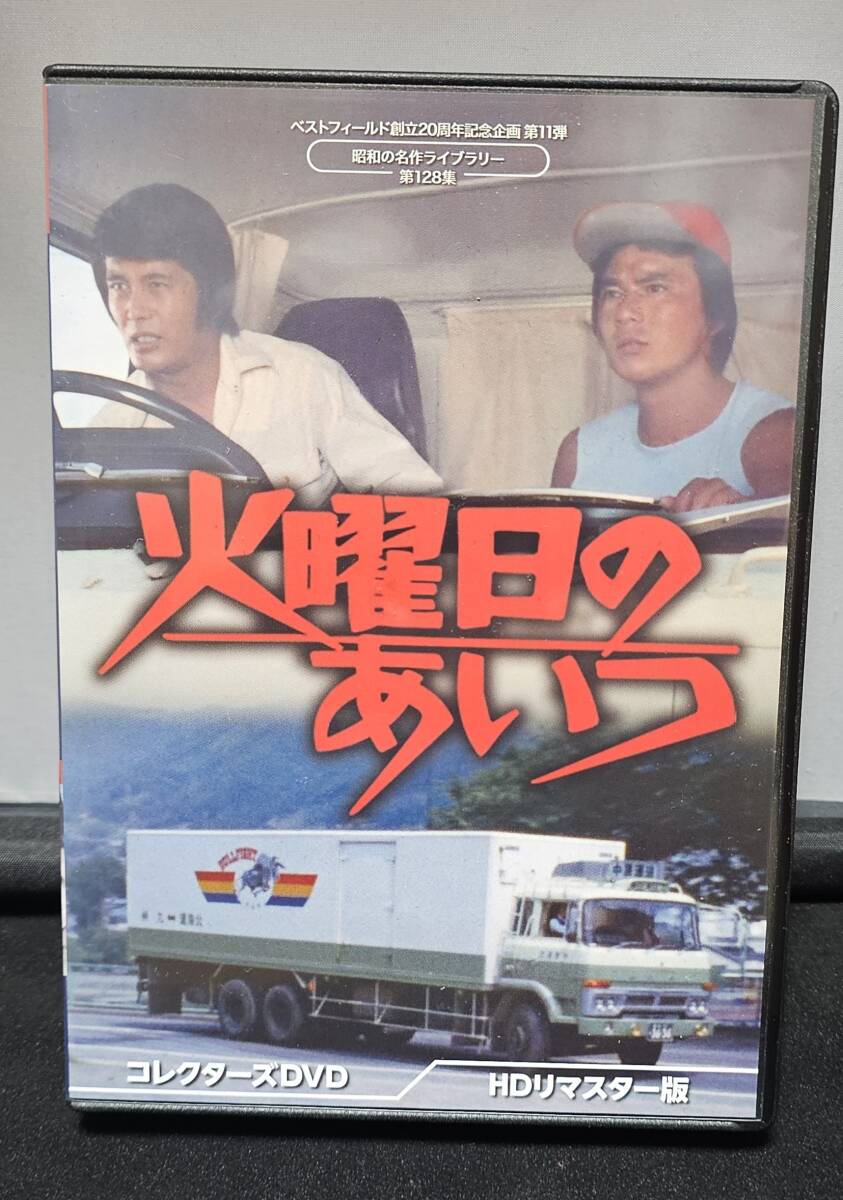 ベストフィールド創立20周年記念企画 第11弾
昭和の名作ライブラリー
第128集
火曜日の
あいつ
BULLFIGHT
コレクターズDVD
HDリマスター版